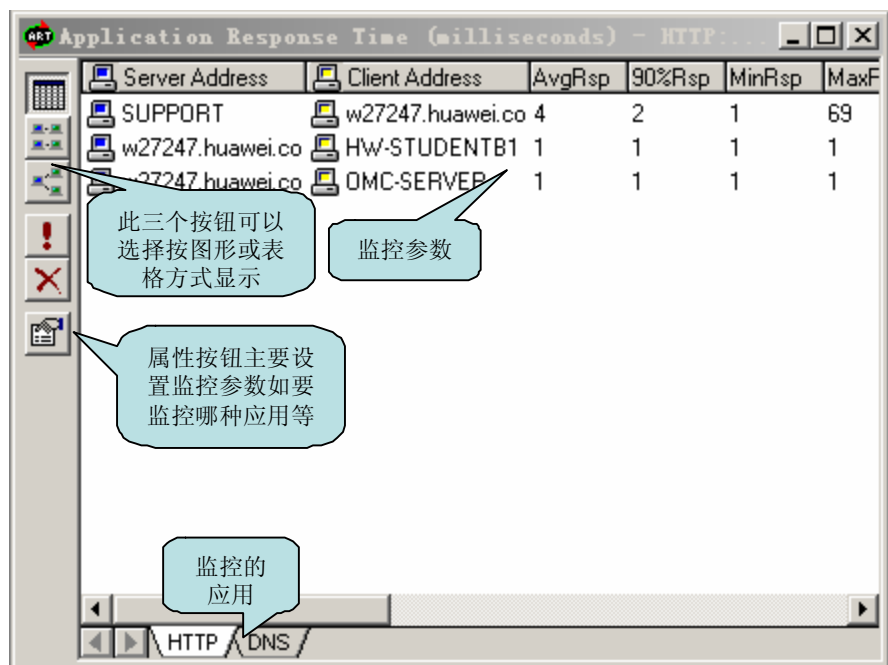 ART Application Response Time (milliseconds) - HTTP:...
Server Address Client Address AvgRsp 90%Rsp MinRsp MaxF
SUPPORT w27247.huawei.co 4 2 1 69
w27247.huawei.co HW-STUDENTB1 1 1 1 1
w27247.huawei.co OMC-SERVER 1 1 1 1
此三个按钮可以
选择按图形或表
格方式显示
监控参数
属性按钮主要设
置监控参数如要
监控哪种应用等
监控的
应用
HTTP DNS